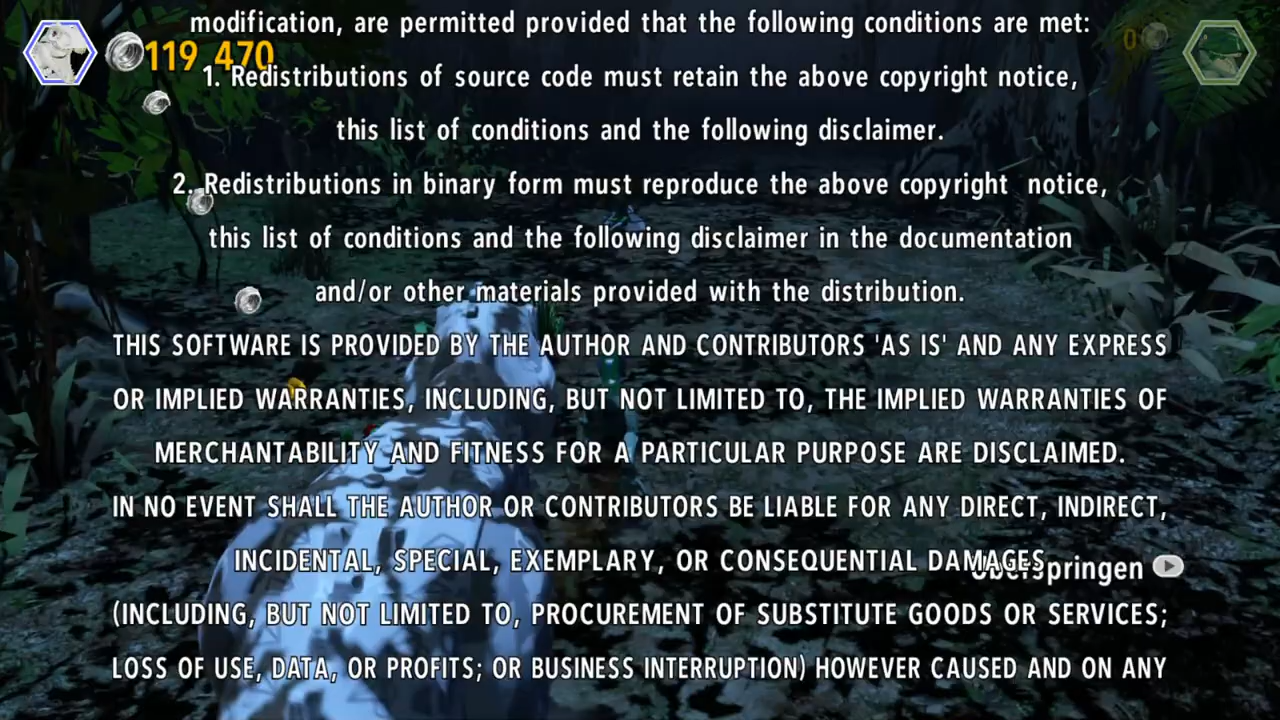 modification, are permitted provided that the following conditions are met:
119 470
0
1. Redistributions of source code must retain the above copyright notice,
this list of conditions and the following disclaimer.
2. Redistributions in binary form must reproduce the above copyright notice,
this list of conditions and the following disclaimer in the documentation
and/or other materials provided with the distribution.
THIS SOFTWARE IS PROVIDED BY THE AUTHOR AND CONTRIBUTORS 'AS IS' AND ANY EXPRESS
OR IMPLIED WARRANTIES, INCLUDING, BUT NOT LIMITED TO, THE IMPLIED WARRANTIES OF
MERCHANTABILITY AND FITNESS FOR A PARTICULAR PURPOSE ARE DISCLAIMED.
IN NO EVENT SHALL THE AUTHOR OR CONTRIBUTORS BE LIABLE FOR ANY DIRECT, INDIRECT,
INCIDENTAL, SPECIAL, EXEMPLARY, OR CONSEQUENTIAL DAMAGES
Überspringen
(INCLUDING, BUT NOT LIMITED TO, PROCUREMENT OF SUBSTITUTE GOODS OR SERVICES;
LOSS OF USE, DATA, OR PROFITS; OR BUSINESS INTERRUPTION) HOWEVER CAUSED AND ON ANY